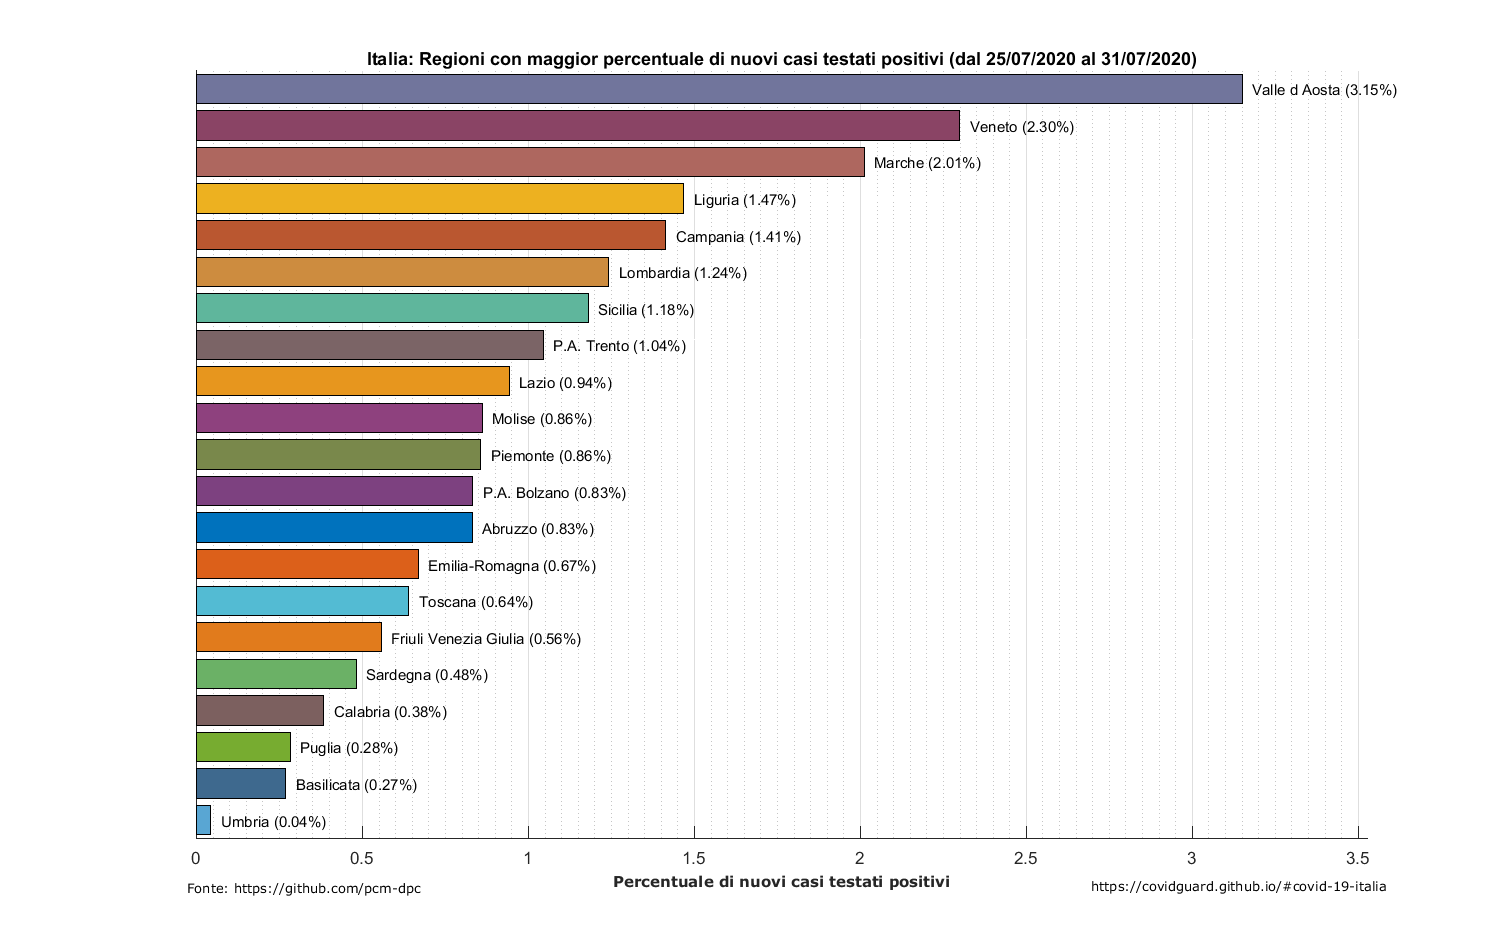 Italia: Regioni con maggior percentuale di nuovi casi testati positivi (dal 25/07/2020 al 31/07/2020)
Valle d Aosta (3.15%)
Veneto (2.30%)
Marche (2.01%)
Liguria (1.47%)
Campania (1.41%)
Lombardia (1.24%)
Sicilia (1.18%)
P.A. Trento (1.04%)
Lazio (0.94%)
Molise (0.86%)
Piemonte (0.86%)
P.A. Bolzano (0.83%)
Abruzzo (0.83%)
Emilia-Romagna (0.67%)
Toscana (0.64%)
Friuli Venezia Giulia (0.56%)
Sardegna (0.48%)
Calabria (0.38%)
Puglia (0.28%)
Basilicata (0.27%)
Umbria (0.04%)
0 0.5 1 1.5 2 2.5 3 3.5
Percentuale di nuovi casi testati positivi
Fonte: https://github.com/pcm-dpc
https://covidguard.github.io/#covid-19-italia